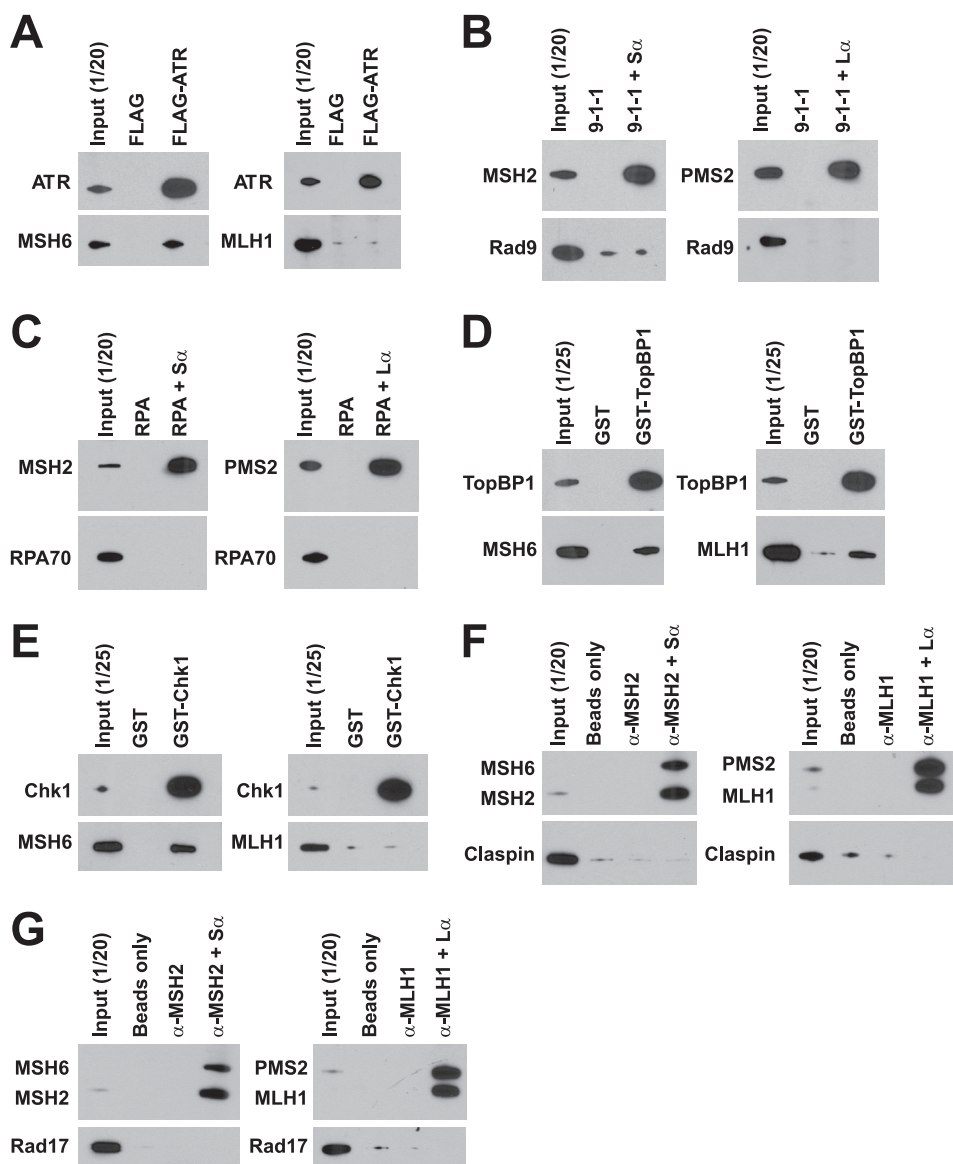 A
Input (1/20)
FLAG
FLAG-ATR
ATR
MSH6
Input (1/20)
FLAG
FLAG-ATR
ATR
MLH1
B
Input (1/20)
9-1-1
9-1-1 + Sα
MSH2
Rad9
Input (1/20)
9-1-1
9-1-1 + Lα
PMS2
Rad9
C
Input (1/20)
RPA
RPA + Sα
MSH2
RPA70
Input (1/20)
RPA
RPA + Lα
PMS2
RPA70
D
Input (1/25)
GST
GST-TopBP1
TopBP1
MSH6
Input (1/25)
GST
GST-TopBP1
TopBP1
MLH1
E
Input (1/25)
GST
GST-Chk1
Chk1
MSH6
Input (1/25)
GST
GST-Chk1
Chk1
MLH1
F
Input (1/20)
Beads only
α-MSH2
α-MSH2 + Sα
MSH6
MSH2
Claspin
Input (1/20)
Beads only
α-MLH1
α-MLH1 + Lα
PMS2
MLH1
Claspin
G
Input (1/20)
Beads only
α-MSH2
α-MSH2 + Sα
MSH6
MSH2
Rad17
Input (1/20)
Beads only
α-MLH1
α-MLH1 + Lα
PMS2
MLH1
Rad17